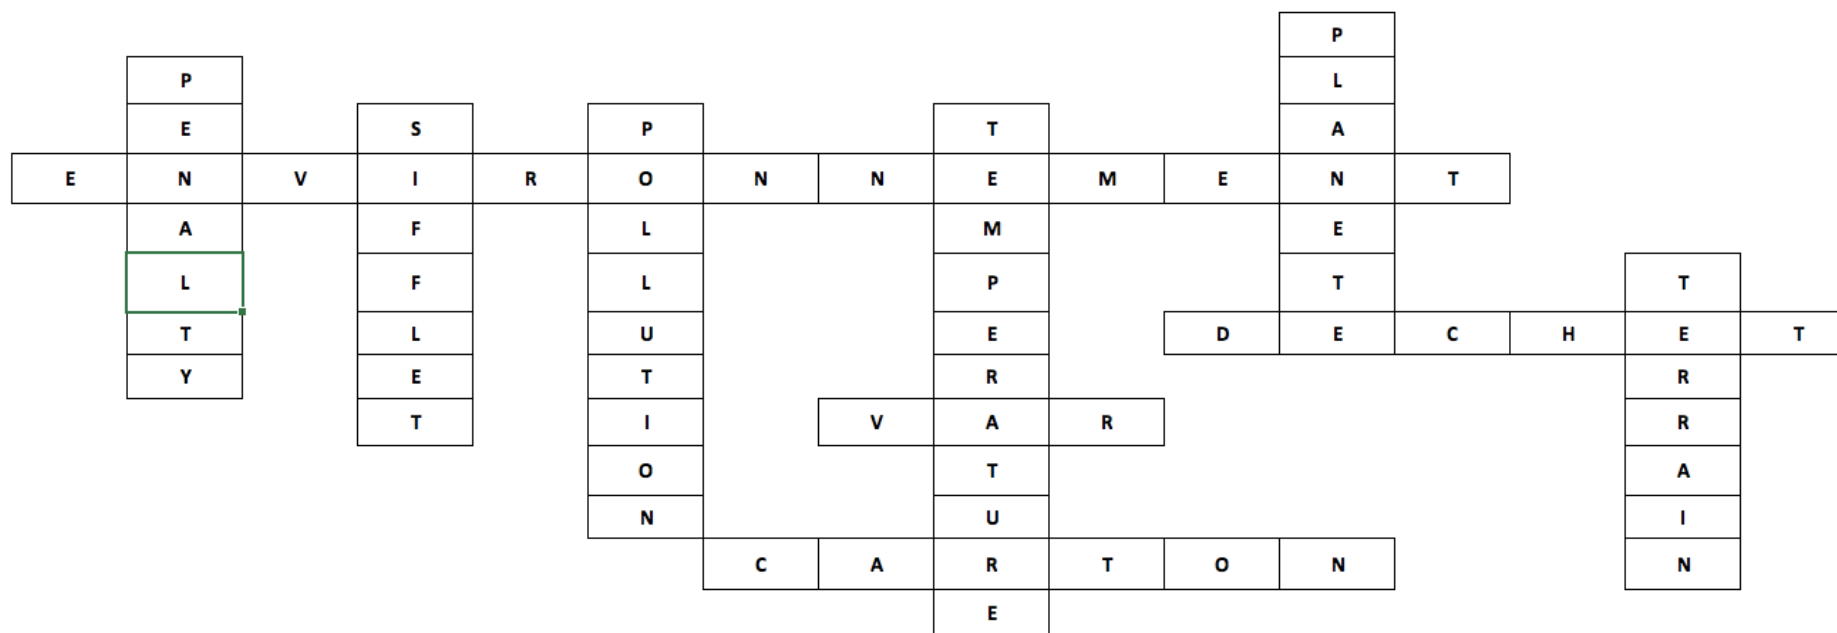 P
P L
E S P T A
E N V I R O N N E M E N T
A F L M E
L F L P T T
T L U E D E C H E T
Y E T R R
T I V A R R
O T A
N U I
C A R T O N N
E